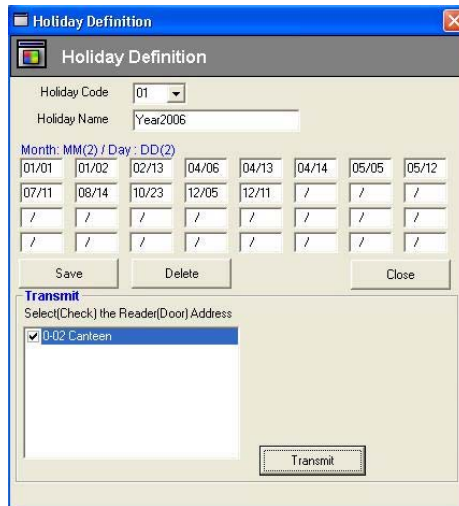 Holiday Definition
Holiday Definition
Holiday Code 01
Holiday Name Year2006
Month: MM(2) / Day : DD(2)
01/01 01/02 02/13 04/06 04/13 04/14 05/05 05/12
07/11 08/14 10/23 12/05 12/11 / / /
/ / / / / / / /
/ / / / / / / /
Save Delete Close
Transmit
Select(Check) the Reader(Door) Address
0-02 Canteen
Transmit